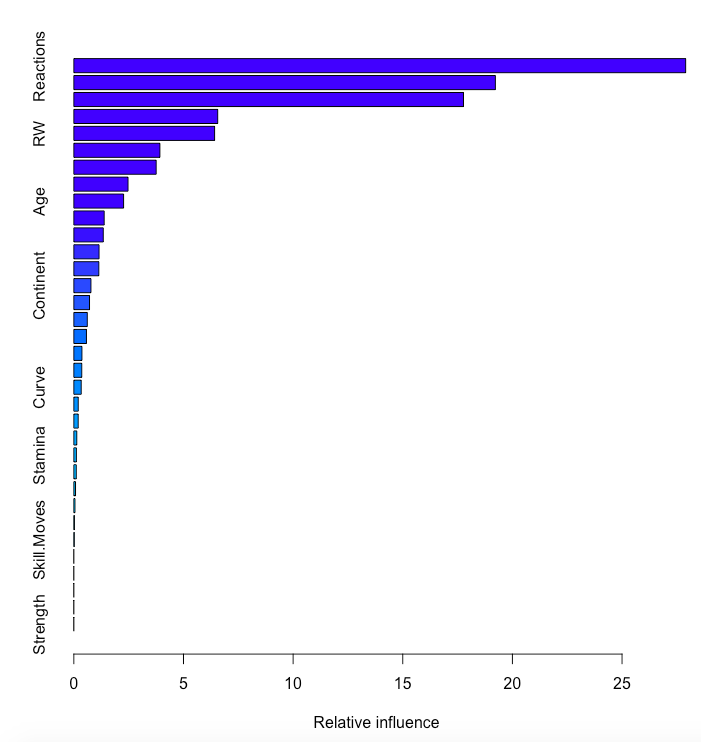 Reactions
RW
Age
Continent
Curve
Stamina
Skill.Moves
Strength
0 5 10 15 20 25
Relative influence